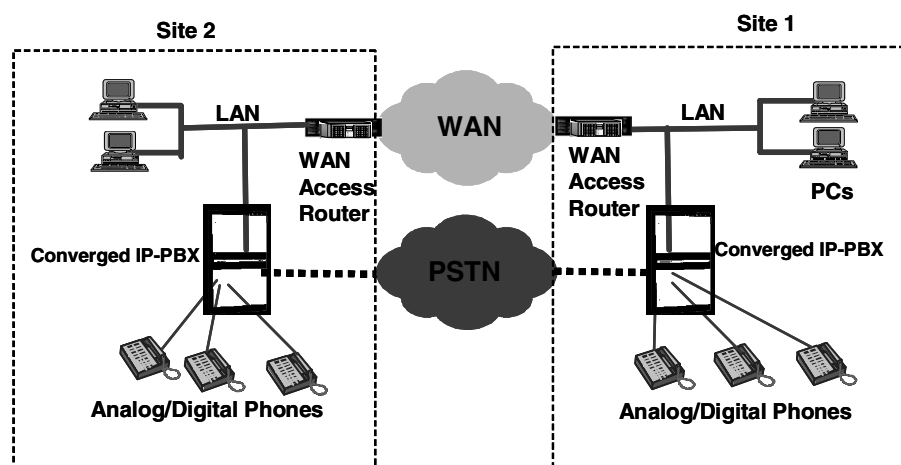 Site 2
Site 1
LAN
WAN
LAN
WAN
Access
Router
WAN
Access
Router
PCs
Converged IP-PBX
PSTN
Converged IP-PBX
Analog/Digital Phones
Analog/Digital Phones